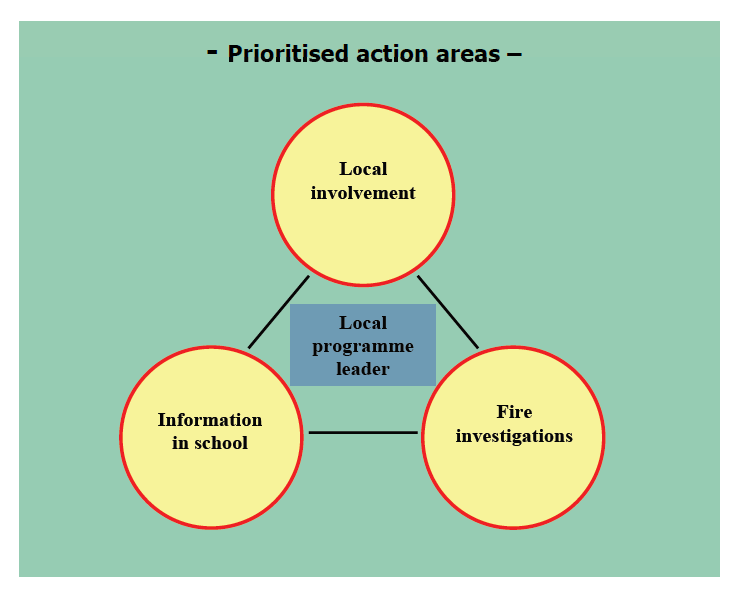 - Prioritised action areas –
Local
involvement
Local
programme
leader
Information
in school
Fire
investigations